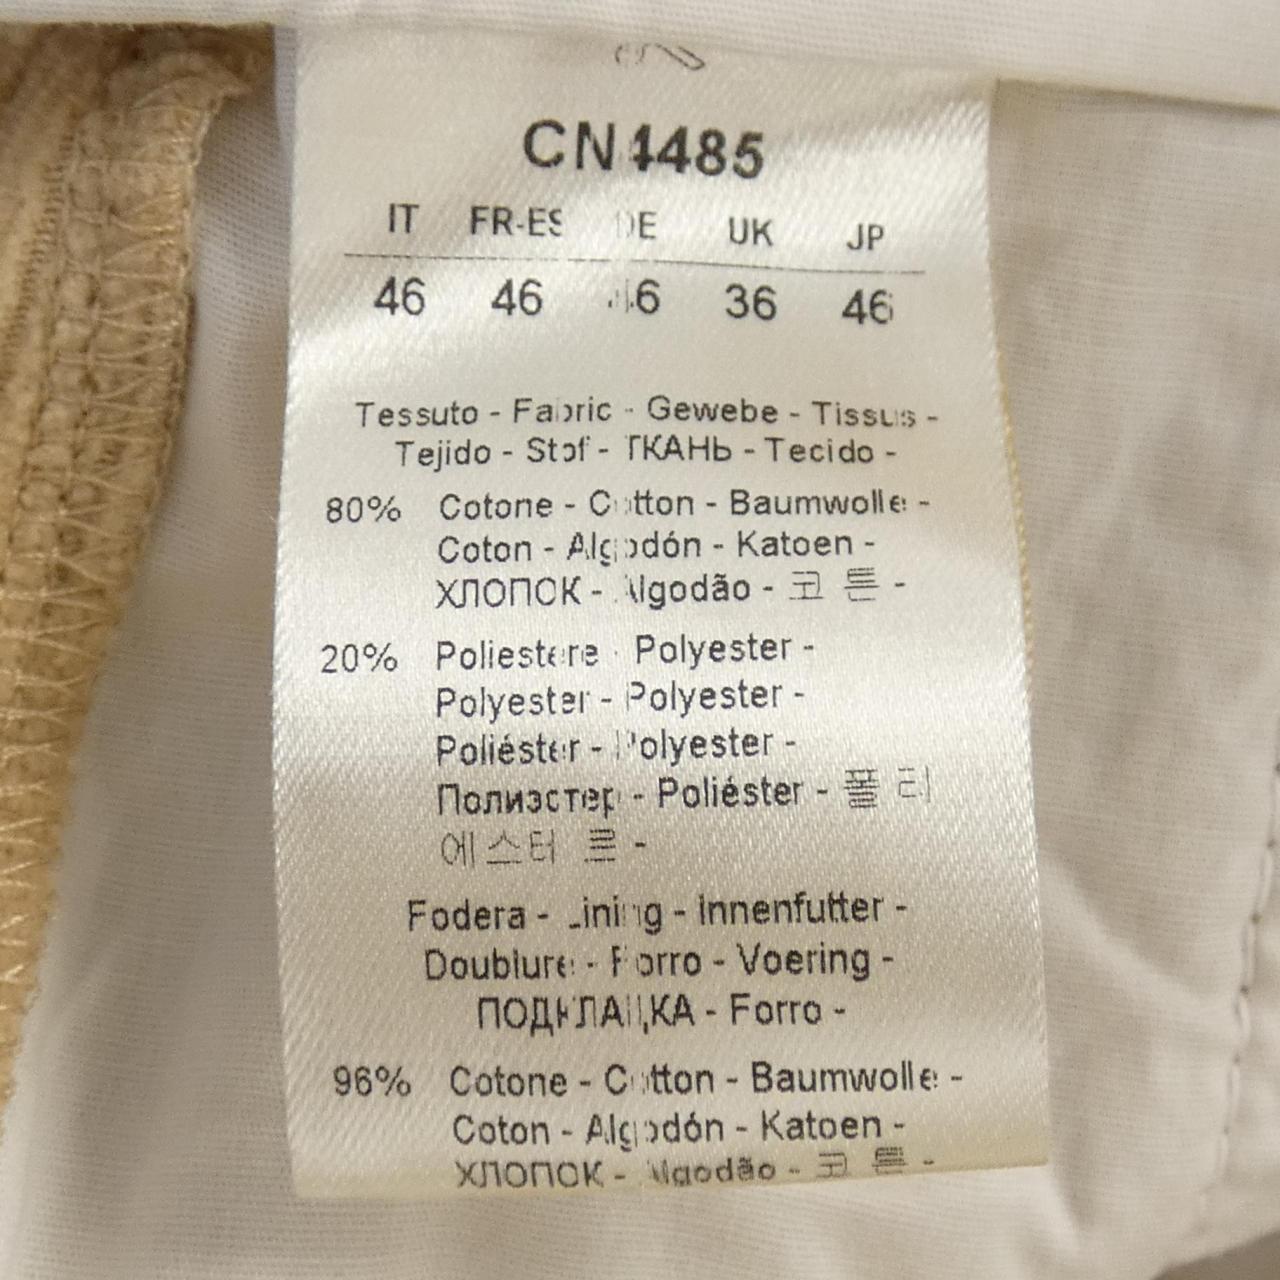 CN4485
IT FR-ES DE UK JP
46 46 46 36 46
Tessuto - Fabric - Gewebe - Tissus -
Tejido - Stof - ТКАНЬ - Tecido -
80% Cotone - Cotton - Baumwolle -
Coton - Algodón - Katoen -
ХЛОПОК - Algodão - 코 튼 -
20% Poliestere - Polyester -
Polyester - Polyester -
Poliéster - Polyester -
Полиэстер - Poliéster - 폴 리
에스터 르 -
Fodera - Lining - Innenfutter -
Doublure - Forro - Voering -
ПОДКЛАДКА - Forro -
96% Cotone - Cotton - Baumwolle -
Coton - Algodón - Katoen -
ХЛОПОК - Algodão - 코 튼 -